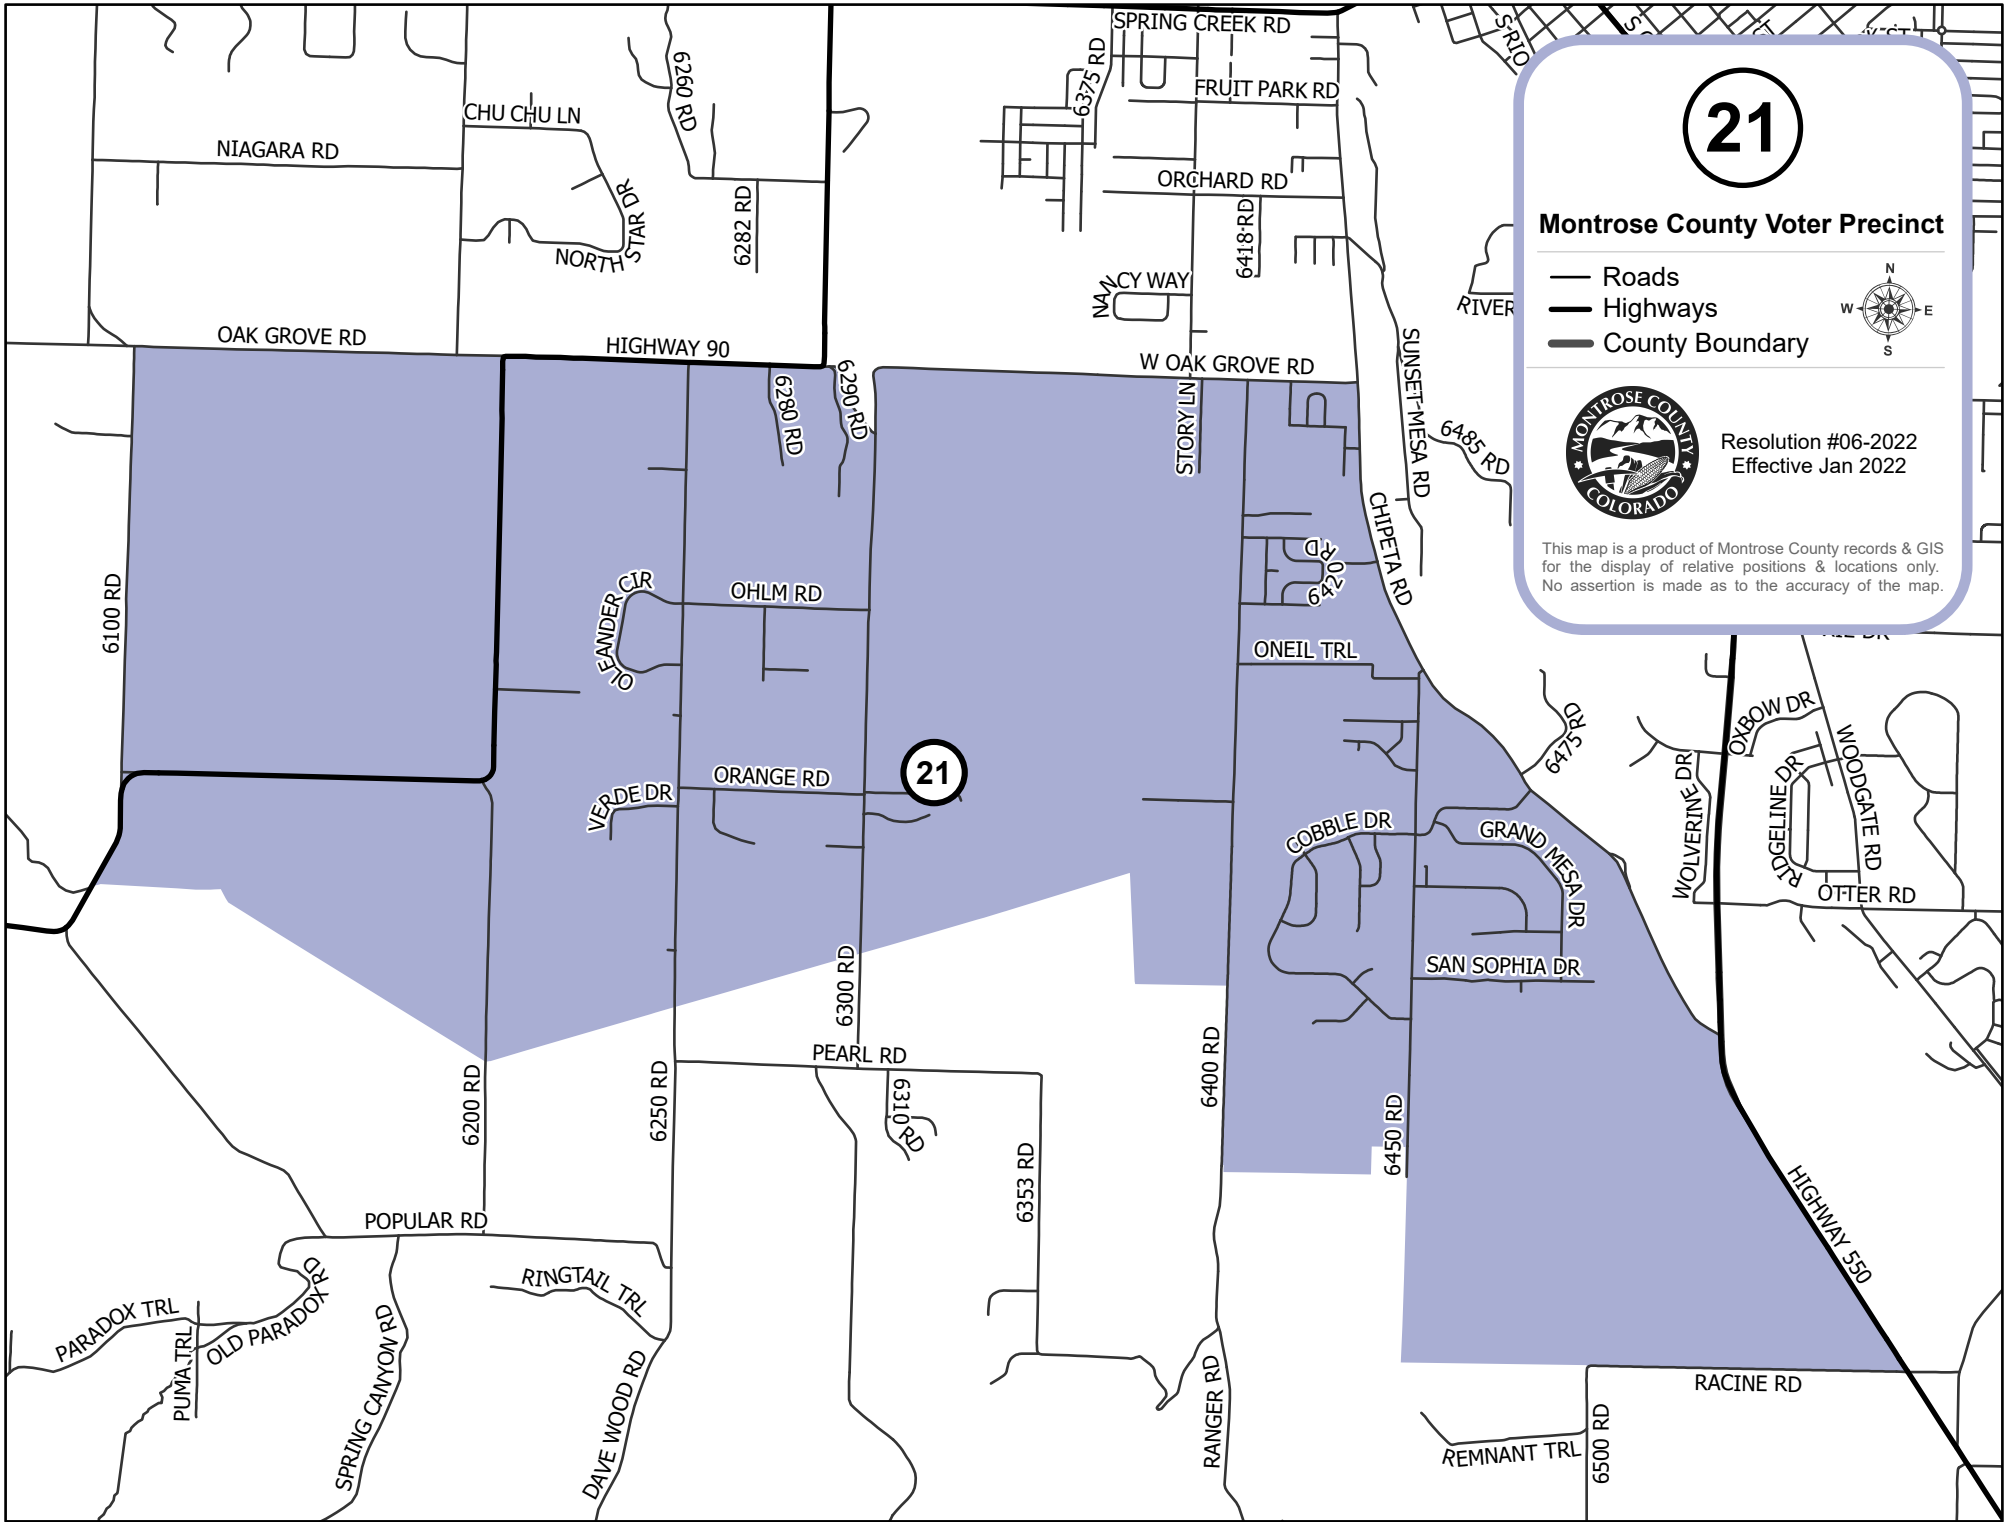 SPRING CREEK RD
S RIO
6375 RD
6260 RD
FRUIT PARK RD
CHU CHU LN
NIAGARA RD
ORCHARD RD
NORTH STAR DR
6282 RD
6418 RD
NANCY WAY
RIVER
OAK GROVE RD
HIGHWAY 90
W OAK GROVE RD
6280 RD
6290 RD
STORY LN
SUNSET MESA RD
6485 RD
CHIPETA RD
6100 RD
OLEANDER CIR
OHLM RD
6420 RD
ONEIL TRL
6475 RD
OXBOW DR
WOODGATE RD
RIDGELINE DR
WOLVERINE DR
OTTER RD
VERDE DR
ORANGE RD
21
COBBLE DR
GRAND MESA DR
SAN SOPHIA DR
6300 RD
PEARL RD
6200 RD
6250 RD
6310 RD
6353 RD
6400 RD
6450 RD
HIGHWAY 550
POPULAR RD
PARADOX TRL
PUMA TRL
OLD PARADOX RD
SPRING CANYON RD
RINGTAIL TRL
DAVE WOOD RD
RANGER RD
RACINE RD
REMNANT TRL
6500 RD
21
Montrose County Voter Precinct
Roads
Highways
County Boundary
N
W
E
S
MONTROSE COUNTY
COLORADO
Resolution #06-2022
Effective Jan 2022
This map is a product of Montrose County records & GIS
for the display of relative positions & locations only.
No assertion is made as to the accuracy of the map.